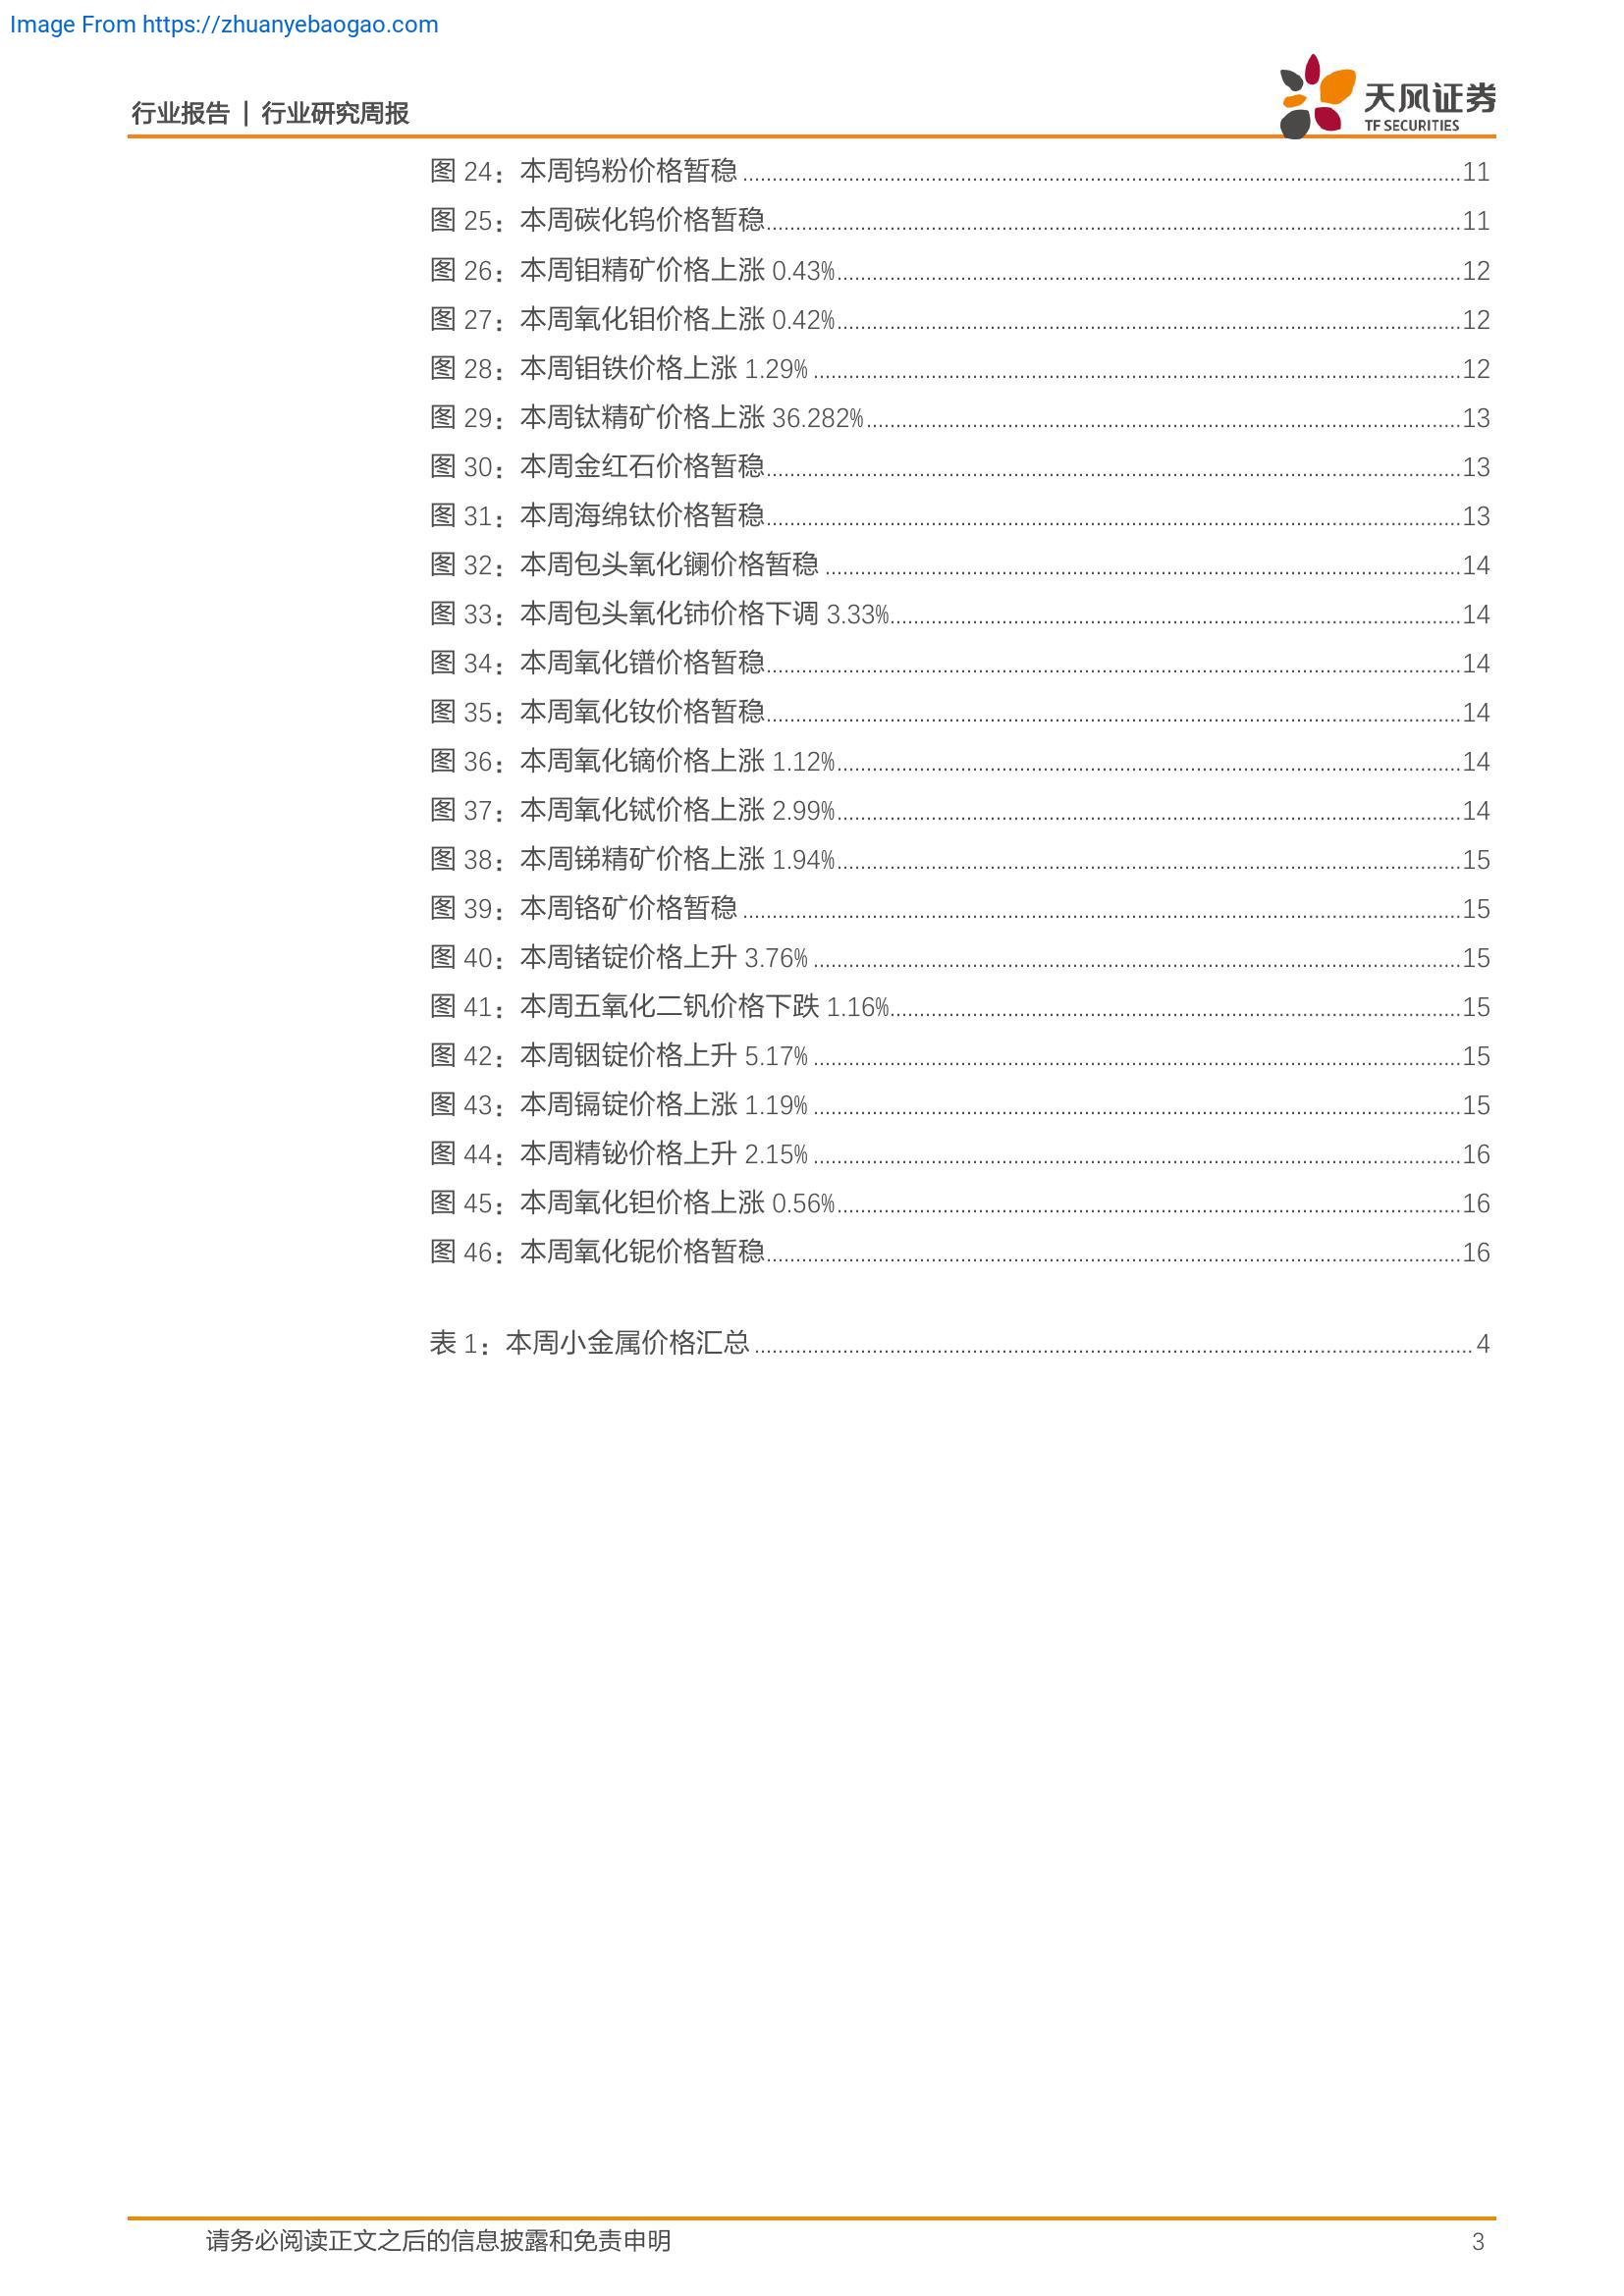 Image From https://zhuanyebaogao.com
行业报告 | 行业研究周报
天风证券
TF SECURITIES
图 24：本周钨粉价格暂稳 11
图 25：本周碳化钨价格暂稳 11
图 26：本周钼精矿价格上涨 0.43% 12
图 27：本周氧化钼价格上涨 0.42% 12
图 28：本周钼铁价格上涨 1.29% 12
图 29：本周钛精矿价格上涨 36.282% 13
图 30：本周金红石价格暂稳 13
图 31：本周海绵钛价格暂稳 13
图 32：本周包头氧化镧价格暂稳 14
图 33：本周包头氧化铈价格下调 3.33% 14
图 34：本周氧化镨价格暂稳 14
图 35：本周氧化钕价格暂稳 14
图 36：本周氧化镝价格上涨 1.12% 14
图 37：本周氧化铽价格上涨 2.99% 14
图 38：本周锑精矿价格上涨 1.94% 15
图 39：本周铬矿价格暂稳 15
图 40：本周锗锭价格上升 3.76% 15
图 41：本周五氧化二钒价格下跌 1.16% 15
图 42：本周铟锭价格上升 5.17% 15
图 43：本周镉锭价格上涨 1.19% 15
图 44：本周精铋价格上升 2.15% 16
图 45：本周氧化钽价格上涨 0.56% 16
图 46：本周氧化铌价格暂稳 16
表 1：本周小金属价格汇总 4
请务必阅读正文之后的信息披露和免责申明 3